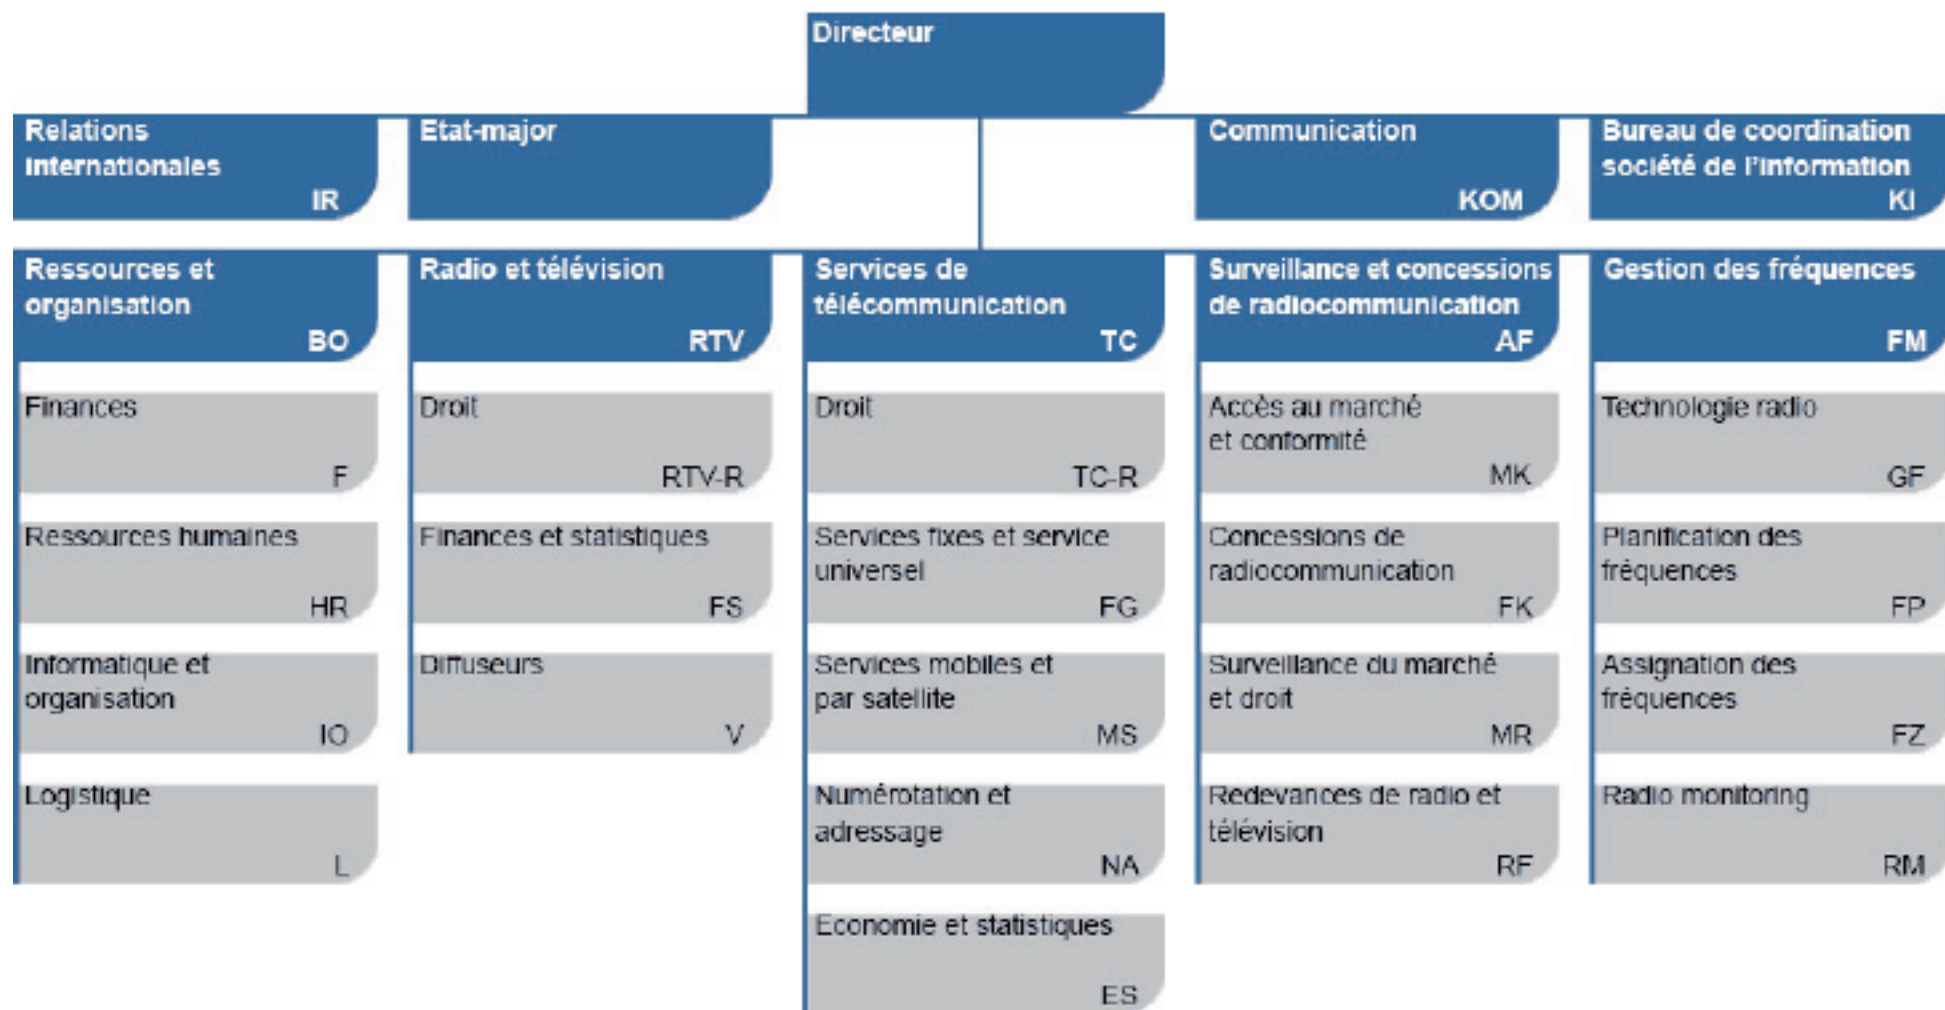 Directeur
Relations
internationales
IR
Etat-major
Communication
KOM
Bureau de coordination
société de l'information
KI
Ressources et
organisation
BO
Finances
F
Ressources humaines
HR
Informatique et
organisation
IO
Logistique
L
Radio et télévision
RTV
Droit
RTV-R
Finances et statistiques
FS
Diffuseurs
V
Services de
télécommunication
TC
Droit
TC-R
Services fixes et service
universel
FG
Services mobiles et
par satellite
MS
Numérotation et
adressage
NA
Economie et statistiques
ES
Surveillance et concessions
de radiocommunication
AF
Accès au marché
et conformité
MK
Concessions de
radiocommunication
FK
Surveillance du marché
et droit
MR
Redevances de radio et
télévision
RF
Gestion des fréquences
FM
Technologie radio
GF
Planification des
fréquences
FP
Assignation des
fréquences
FZ
Radio monitoring
RM